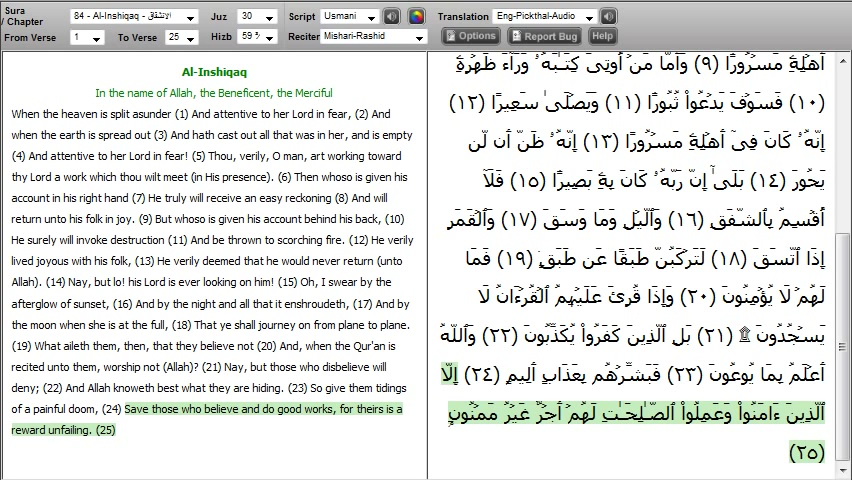 Sura / Chapter 84 - Al-Inshiqaq - الانشقاق Juz 30 Script Usmani Translation Eng-Pickthal-Audio
From Verse 1 To Verse 25 Hizb 59 Reciter Mishari-Rashid Options Report Bug Help
Al-Inshiqaq
In the name of Allah, the Beneficent, the Merciful
When the heaven is split asunder (1) And attentive to her Lord in fear, (2) And
when the earth is spread out (3) And hath cast out all that was in her, and is empty
(4) And attentive to her Lord in fear! (5) Thou, verily, O man, art working toward
thy Lord a work which thou wilt meet (in His presence). (6) Then whoso is given his
account in his right hand (7) He truly will receive an easy reckoning (8) And will
return unto his folk in joy. (9) But whoso is given his account behind his back, (10)
He surely will invoke destruction (11) And be thrown to scorching fire. (12) He verily
lived joyous with his folk, (13) He verily deemed that he would never return (unto
Allah). (14) Nay, but lo! his Lord is ever looking on him! (15) Oh, I swear by the
afterglow of sunset, (16) And by the night and all that it enshroudeth, (17) And by
the moon when she is at the full, (18) That ye shall journey on from plane to plane.
(19) What aileth them, then, that they believe not (20) And, when the Qur'an is
recited unto them, worship not (Allah)? (21) Nay, but those who disbelieve will
deny; (22) And Allah knoweth best what they are hiding. (23) So give them tidings
of a painful doom, (24) Save those who believe and do good works, for theirs is a
reward unfailing. (25)
أَهْلِهِۦ مَسْرُورًا (٩) وَأَمَّا مَنْ أُوتِىَ كِتَـٰبَهُۥ وَرَآءَ ظَهْرِهِۦ
(١٠) فَسَوْفَ يَدْعُوا۟ ثُبُورًا (١١) وَيَصْلَىٰ سَعِيرًا (١٢)
إِنَّهُۥ كَانَ فِىٓ أَهْلِهِۦ مَسْرُورًا (١٣) إِنَّهُۥ ظَنَّ أَن لَّن
يَحُورَ (١٤) بَلَىٰٓ إِنَّ رَبَّهُۥ كَانَ بِهِۦ بَصِيرًا (١٥) فَلَآ
أُقْسِمُ بِٱلشَّفَقِ (١٦) وَٱلَّيْلِ وَمَا وَسَقَ (١٧) وَٱلْقَمَرِ
إِذَا ٱتَّسَقَ (١٨) لَتَرْكَبُنَّ طَبَقًا عَن طَبَقٍ (١٩) فَمَا
لَهُمْ لَا يُؤْمِنُونَ (٢٠) وَإِذَا قُرِئَ عَلَيْهِمُ ٱلْقُرْءَانُ لَا
يَسْجُدُونَ ۩ (٢١) بَلِ ٱلَّذِينَ كَفَرُوا۟ يُكَذِّبُونَ (٢٢) وَٱللَّهُ
أَعْلَمُ بِمَا يُوعُونَ (٢٣) فَبَشِّرْهُم بِعَذَابٍ أَلِيمٍ (٢٤) إِلَّا
ٱلَّذِينَ ءَامَنُوا۟ وَعَمِلُوا۟ ٱلصَّـٰلِحَـٰتِ لَهُمْ أَجْرٌ غَيْرُ مَمْنُونٍۭ
(٢٥)